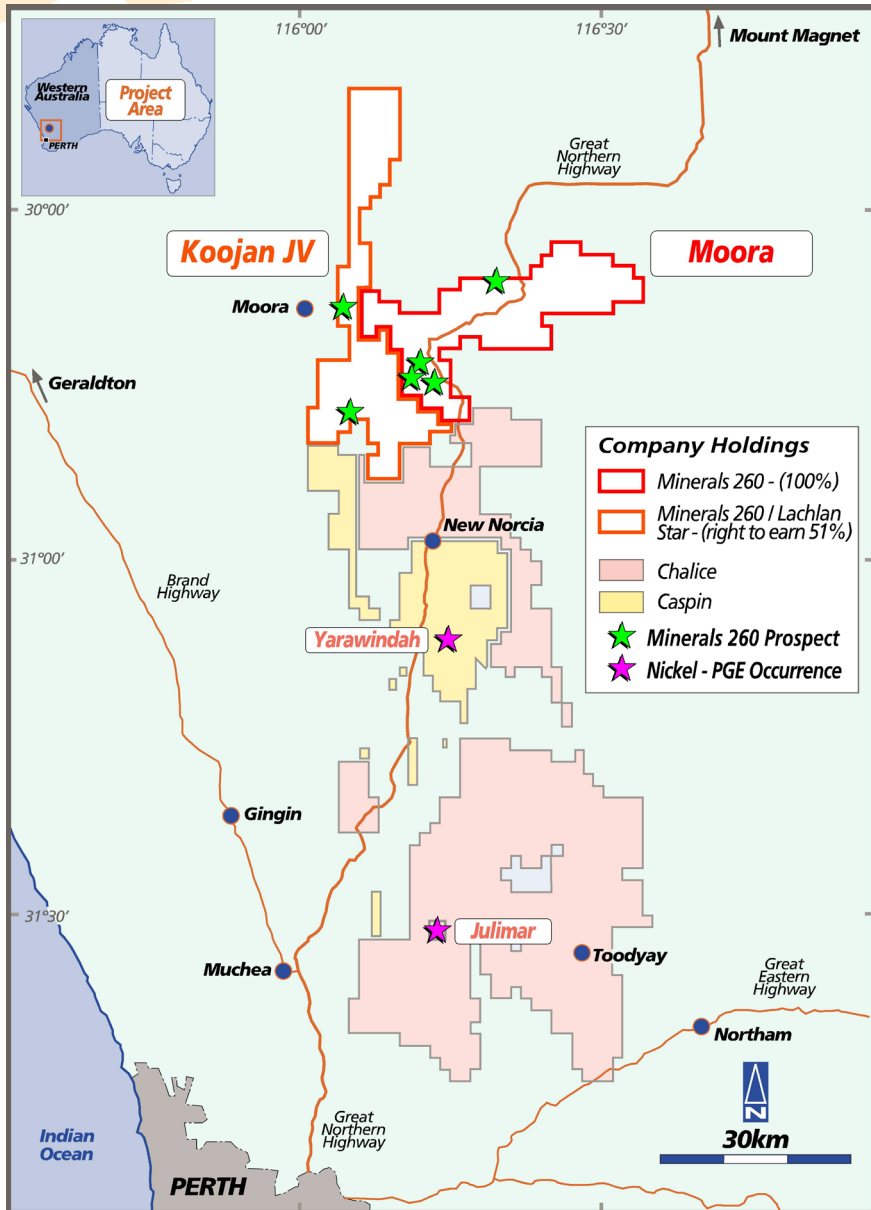 116°00'
116°30'
Mount Magnet
Western
Australia
Project
Area
PERTH
Great
Northern
Highway
30°00'
Koojan JV
Moora
Moora
Geraldton
Company Holdings
Minerals 260 - (100%)
Minerals 260 / Lachlan
Star - (right to earn 51%)
Chalice
Caspin
Minerals 260 Prospect
Nickel - PGE Occurrence
New Norcia
31°00'
Brand
Highway
Yarawindah
Gingin
31°30'
Julimar
Toodyay
Muchea
Great
Eastern
Highway
Northam
N
30km
Great
Northern
Highway
Indian
Ocean
PERTH